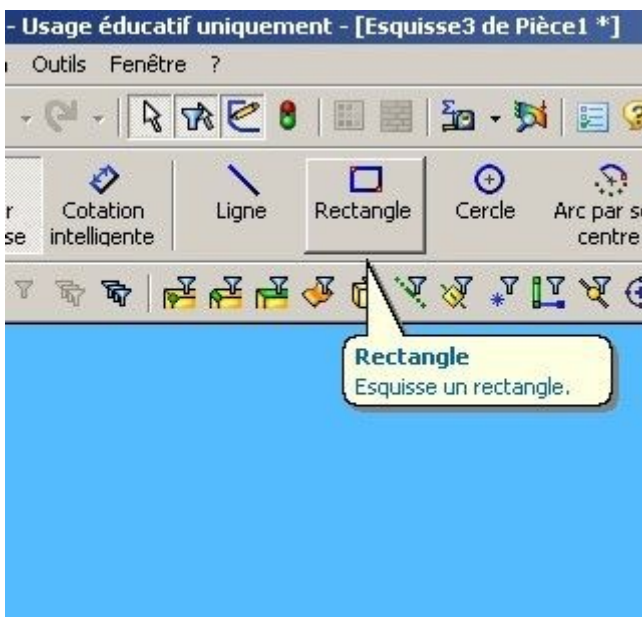 - Usage éducatif uniquement - [Esquisse3 de Pièce1 *]
Outils Fenêtre ?
Cotation intelligente
Ligne
Rectangle
Cercle
Arc par
centre
Rectangle
Esquisse un rectangle.